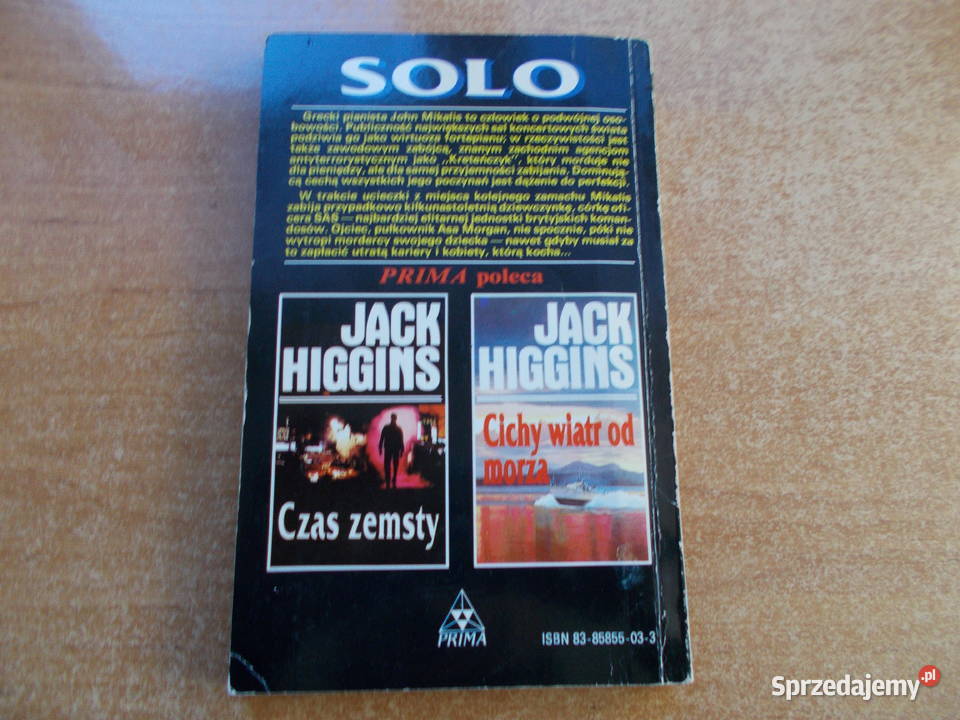 SOLO
Grecki pianista John Mikalis to człowiek o podwójnej oso-
bowości. Publiczność największych sal koncertowych świata
podziwia go jako wirtuoza fortepianu; w rzeczywistości jest
także zawodowym zabójcą, znanym zachodnim agencjom
antyterrorystycznym jako „Kreteńczyk", który morduje nie
dla pieniędzy, ale dla samej przyjemności zabijania. Dominują-
cą cechą wszystkich jego poczynań jest dążenie do perfekcji.
W trakcie ucieczki z miejsca kolejnego zamachu Mikalis
zabija przypadkowo kilkunastoletnią dziewczynkę, córkę ofi-
cera SAS — najbardziej elitarnej jednostki brytyjskich koman-
dosów. Ojciec, pułkownik Asa Morgan, nie spocznie, póki nie
wytropi mordercy swojego dziecka — nawet gdyby musiał za
to zapłacić utratą kariery i kobiety, którą kocha...
PRIMA poleca
JACK
HIGGINS
Czas zemsty
JACK
HIGGINS
Cichy wiatr od
morza
PRIMA
ISBN 83-85855-03-3
Sprzedajemy.pl